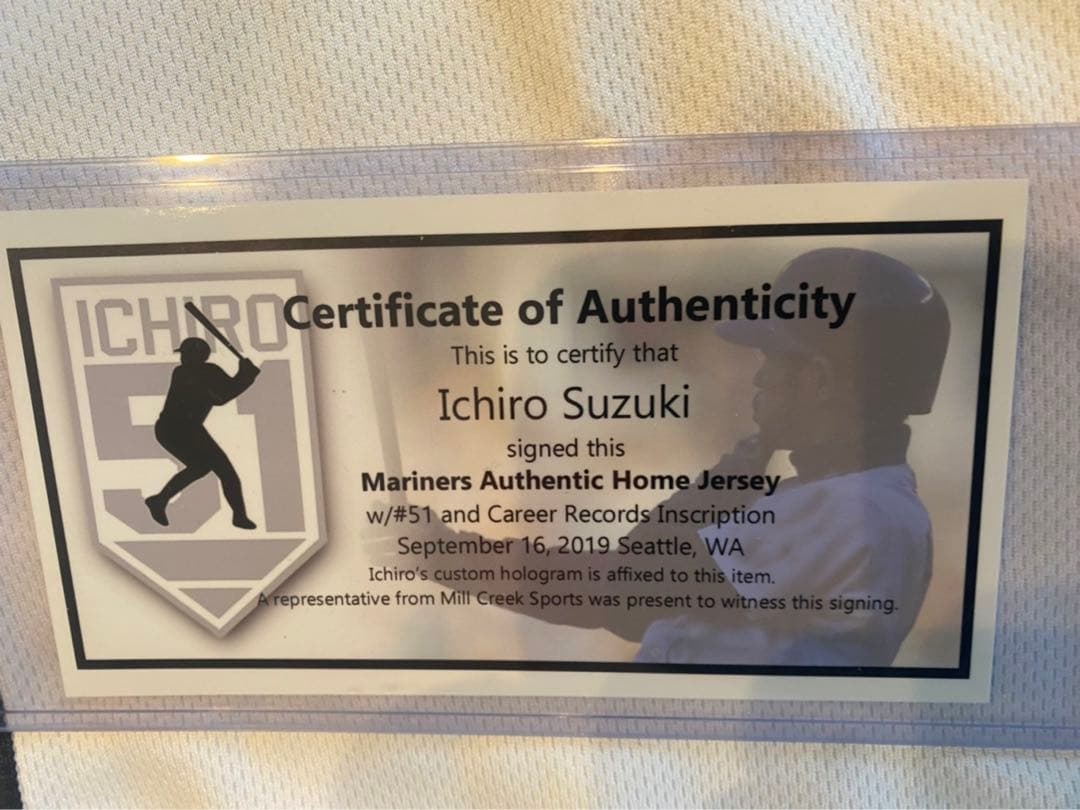 ICHIRO
51
Certificate of Authenticity
This is to certify that
Ichiro Suzuki
signed this
Mariners Authentic Home Jersey
w/#51 and Career Records Inscription
September 16, 2019 Seattle, WA
Ichiro's custom hologram is affixed to this item.
A representative from Mill Creek Sports was present to witness this signing.